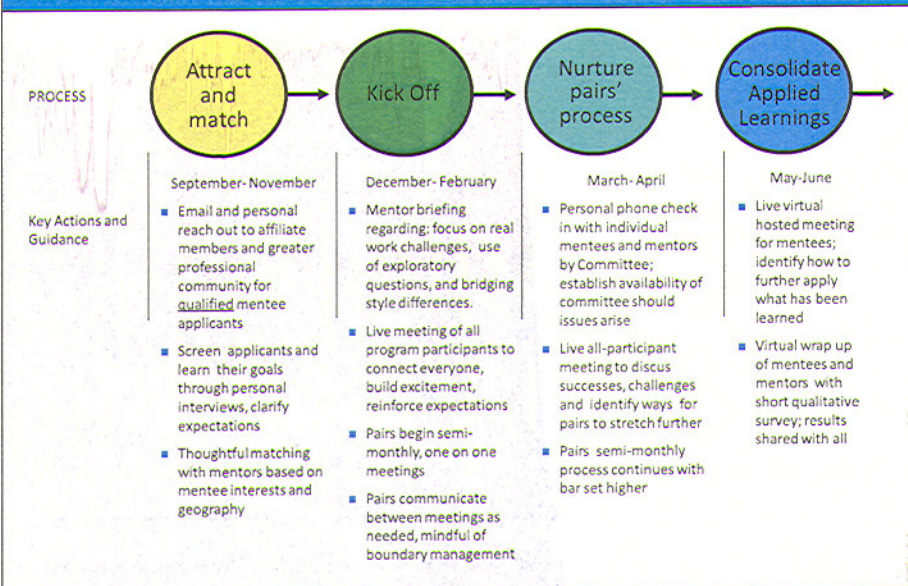 PROCESS
Attract
and
match
Kick Off
Nurture
pairs'
process
Consolidate
Applied
Learnings
Key Actions and
Guidance
September- November
Email and personal
reach out to affiliate
members and greater
professional
community for
qualified mentee
applicants
Screen applicants and
learn their goals
through personal
interviews, clarify
expectations
Thoughtful matching
with mentors based on
mentee interests and
geography
December- February
Mentor briefing
regarding: focus on real
work challenges, use
of exploratory
questions, and bridging
style differences.
Live meeting of all
program participants to
connect everyone,
build excitement,
reinforce expectations
Pairs begin semi-
monthly, one on one
meetings
Pairs communicate
between meetings as
needed, mindful of
boundary management
March- April
Personal phone check
in with individual
mentees and mentors
by Committee;
establish availability of
committee should
issues arise
Live all-participant
meeting to discus
successes, challenges
and identify ways for
pairs to stretch further
Pairs semi-monthly
process continues with
bar set higher
May-June
Live virtual
hosted meeting
for mentees;
identify how to
further apply
what has been
learned
Virtual wrap up
of mentees and
mentors with
short qualitative
survey; results
shared with all